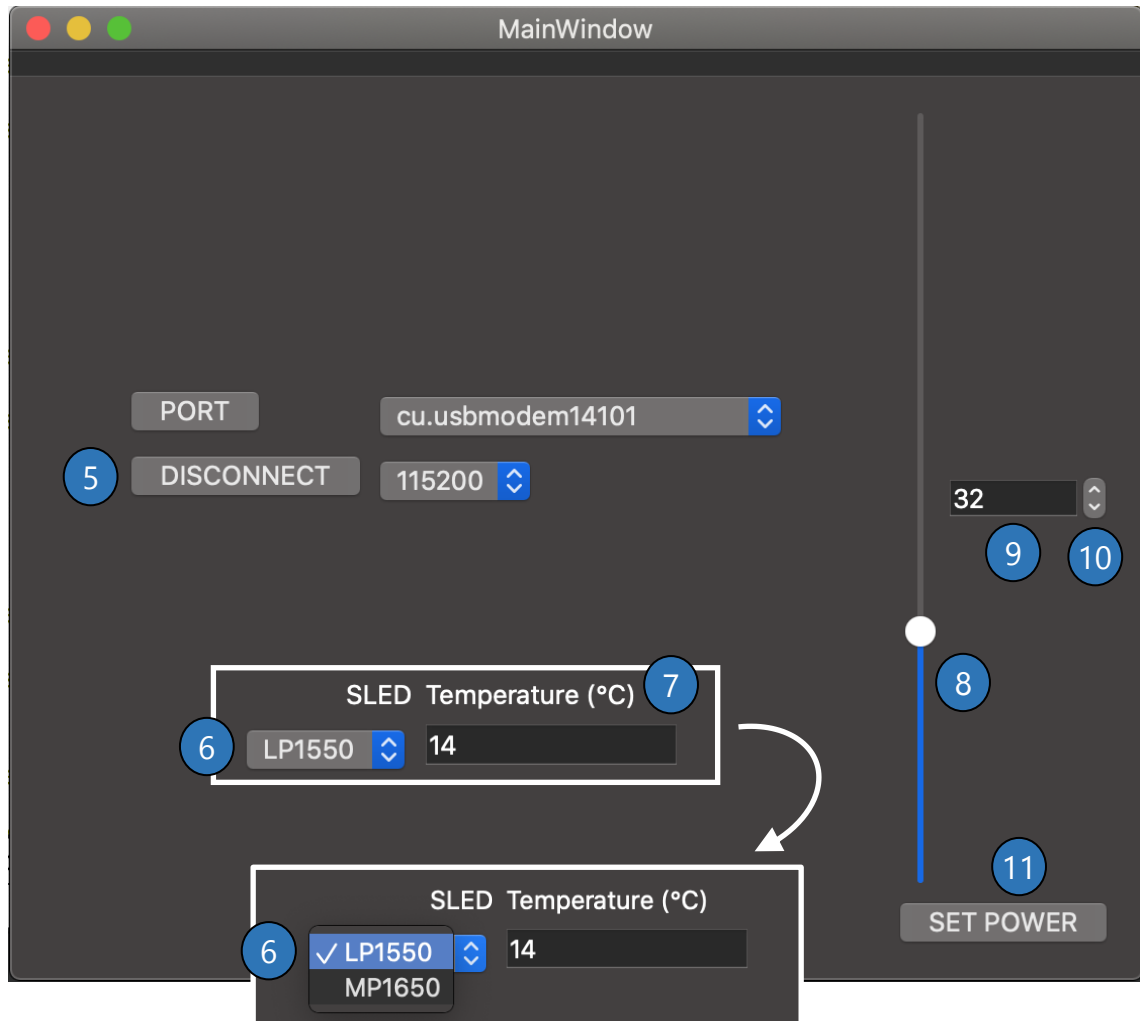 MainWindow
PORT
cu.usbmodem14101
5
DISCONNECT
115200
32
9
10
8
SLED Temperature (°C)
7
6
LP1550
14
11
SET POWER
SLED Temperature (°C)
6
✓ LP1550
14
MP1650